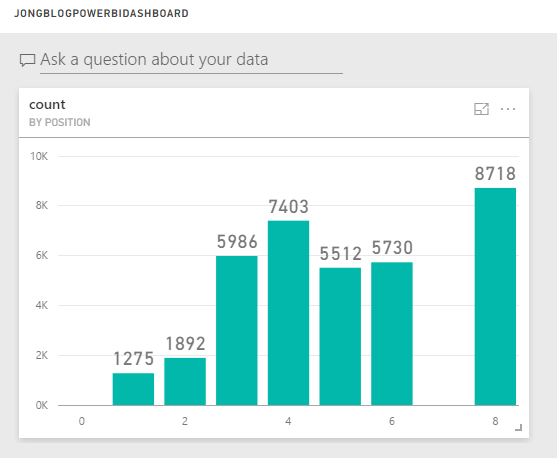 JONGBLOGPOWERBIDASHBOARD
Ask a question about your data
count
BY POSITION
10K
8718
8K
7403
5986
5512 5730
6K
4K
1892
1275
2K
0K
0 2 4 6 8